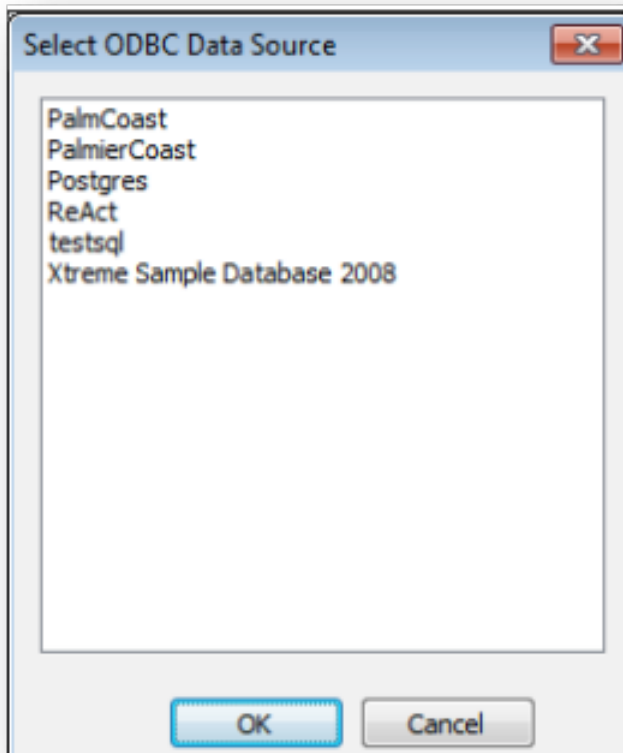 Select ODBC Data Source
PalmCoast
PalmierCoast
Postgres
ReAct
testsql
Xtreme Sample Database 2008
OK Cancel